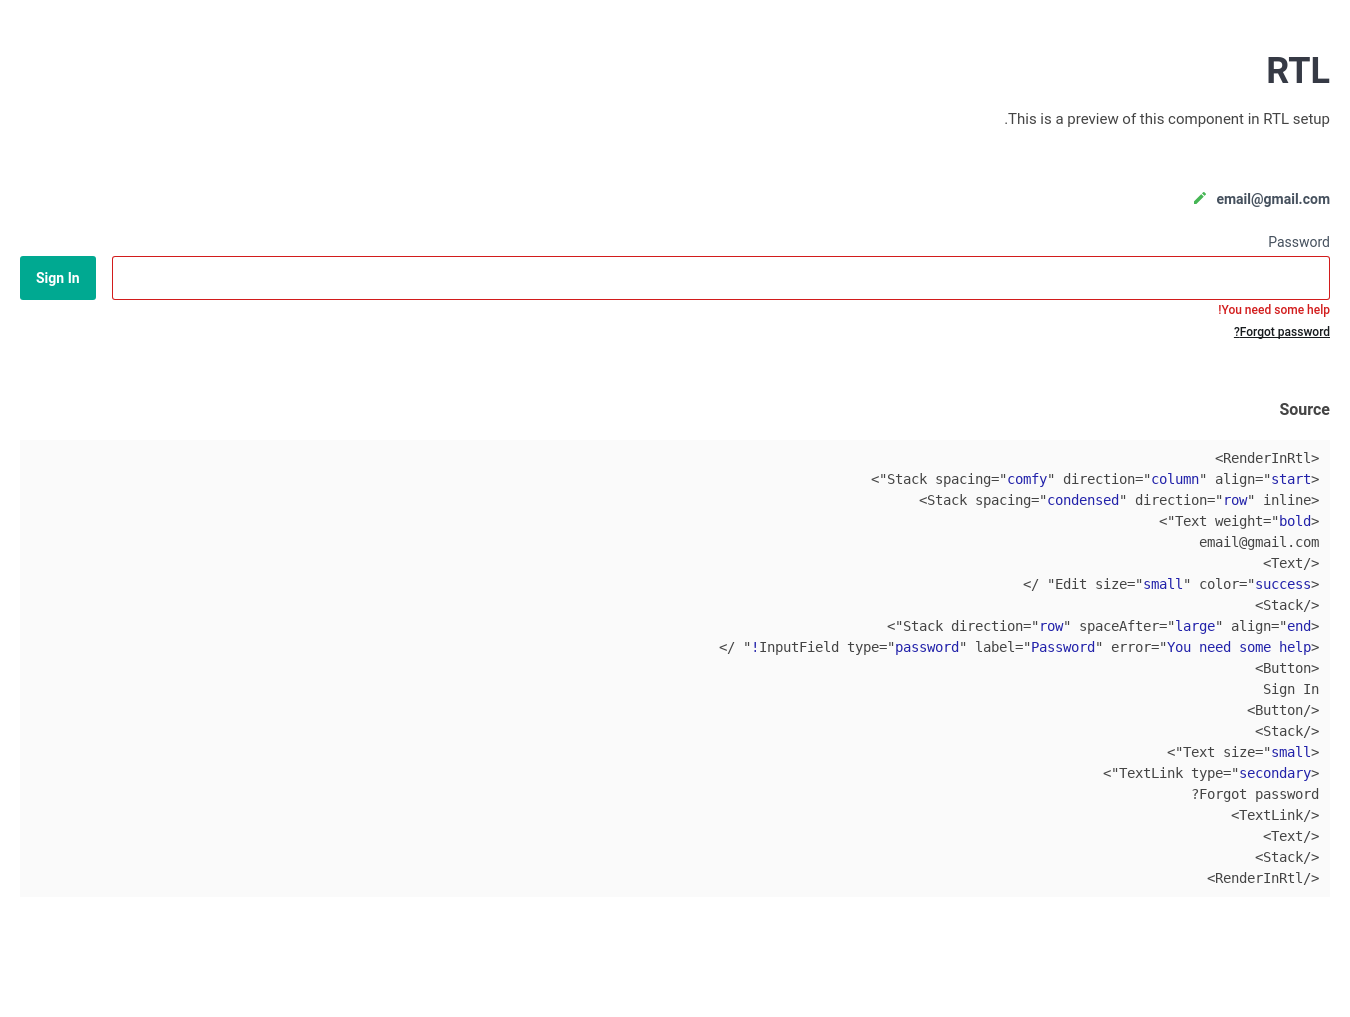 RTL
.This is a preview of this component in RTL setup
email@gmail.com
Password
Sign In
!You need some help
?Forgot password
Source
<RenderInRtl>
<"Stack spacing="comfy" direction="column" align="start>
<Stack spacing="condensed" direction="row" inline>
<"Text weight="bold>
email@gmail.com
<Text/>
</ "Edit size="small" color="success>
<Stack/>
<"Stack direction="row" spaceAfter="large" align="end>
</ "!InputField type="password" label="Password" error="You need some help>
<Button>
Sign In
<Button/>
<Stack/>
<"Text size="small>
<"TextLink type="secondary>
?Forgot password
<TextLink/>
<Text/>
<Stack/>
<RenderInRtl/>